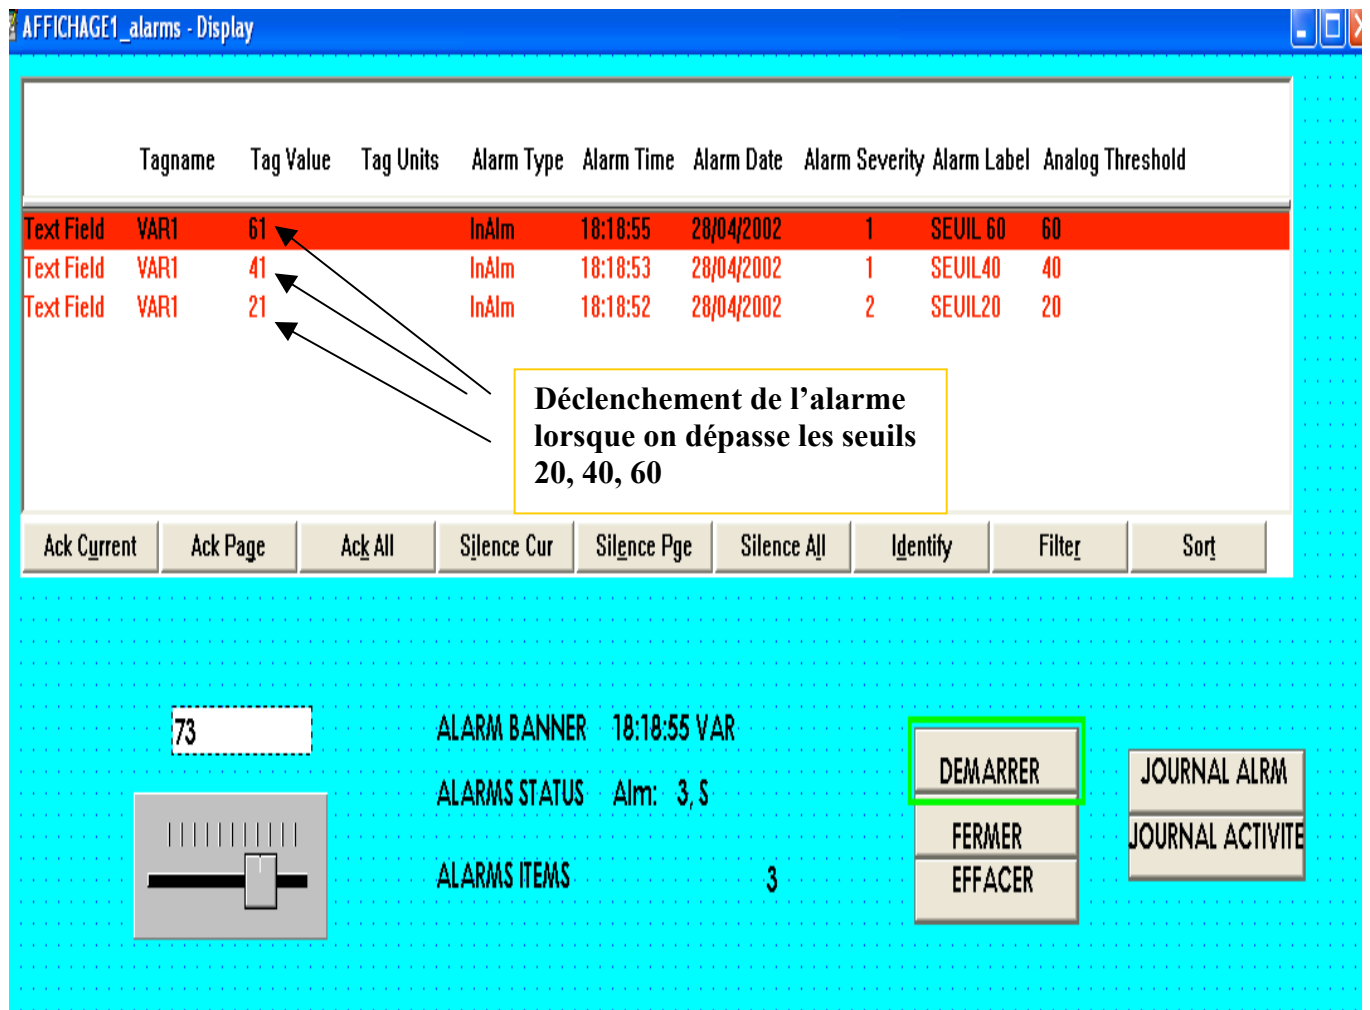 AFFICHAGE1_alarms - Display
Tagname Tag Value Tag Units Alarm Type Alarm Time Alarm Date Alarm Severity Alarm Label Analog Threshold
Text Field VAR1 61 InAlm 18:18:55 28/04/2002 1 SEUIL 60 60
Text Field VAR1 41 InAlm 18:18:53 28/04/2002 1 SEUIL40 40
Text Field VAR1 21 InAlm 18:18:52 28/04/2002 2 SEUIL20 20
Déclenchement de l’alarme
lorsque on dépasse les seuils
20, 40, 60
Ack Current Ack Page Ack All Silence Cur Silence Pge Silence All Identify Filter Sort
73
ALARM BANNER 18:18:55 VAR
ALARMS STATUS Alm: 3, S
ALARMS ITEMS 3
DEMARRER
FERMER
EFFACER
JOURNAL ALRM
JOURNAL ACTIVITE